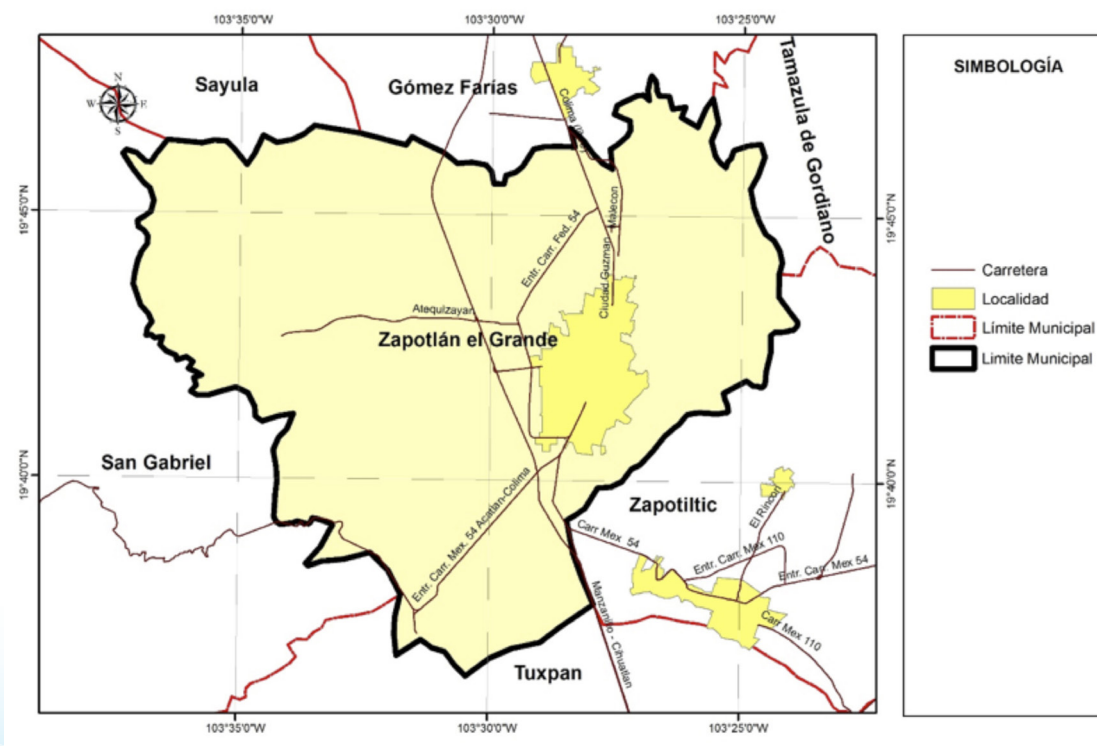 103°35'0"W
103°30'0"W
103°25'0"W
SIMBOLOGÍA
Sayula
Gómez Farías
Tamazula de Gordiano
N
W
E
S
19°45'0"N
19°45'0"N
Malecon
Entr. Carr. Fed. 54
Ciudad Guzman
Carretera
Localidad
Límite Municipal
Limite Municipal
Atequizayan
Zapotlán el Grande
San Gabriel
19°40'0"N
19°40'0"N
Zapotiltic
El Rincon
Carr Mex 54
Entr. Carr. Mex. 54 Acatlan-Colima
Entr. Carr. Mex 110
Entr. Carr. Mex 54
Manzanillo - Cihuatlan
Carr Mex 110
Tuxpan
103°35'0"W
103°30'0"W
103°25'0"W